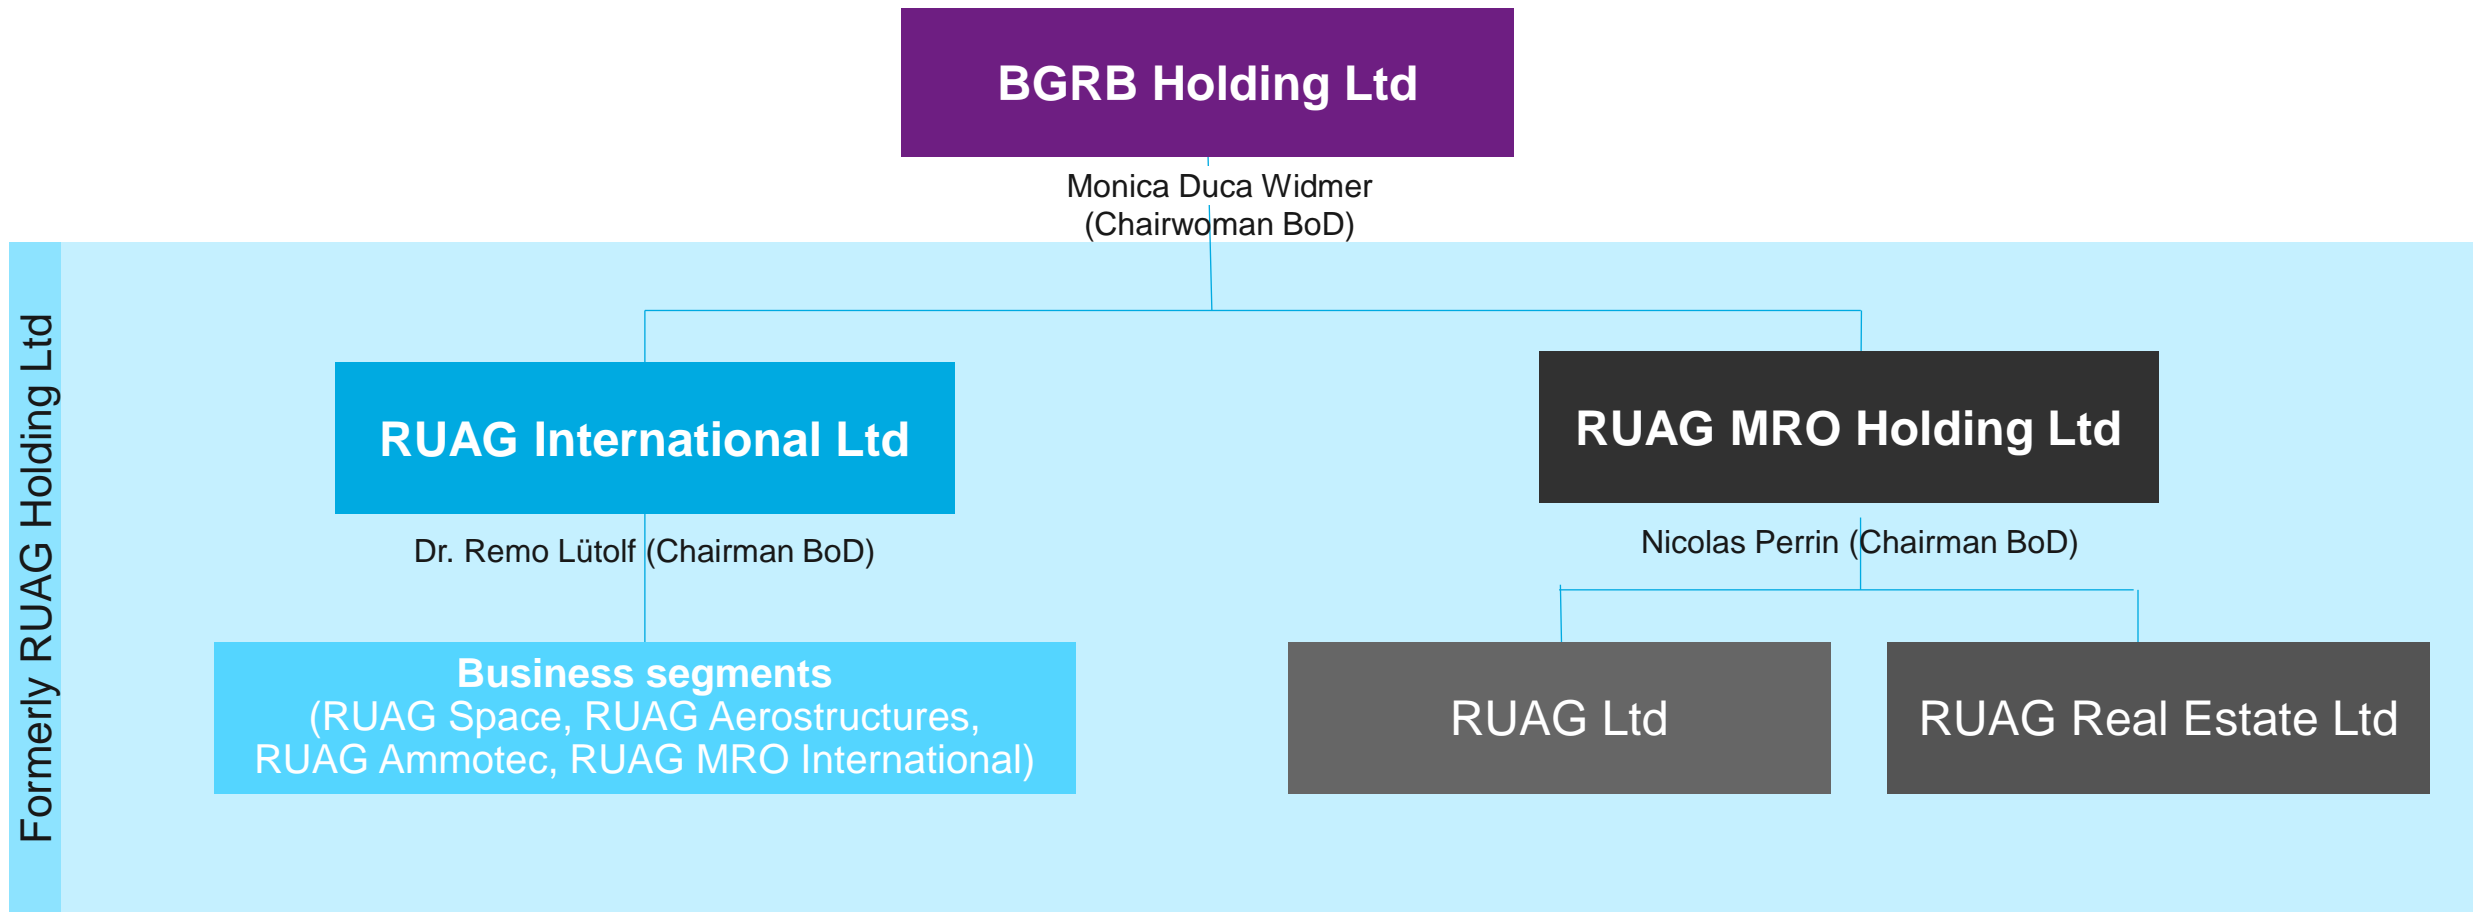 BGRB Holding Ltd
Monica Duca Widmer
(Chairwoman BoD)
Formerly RUAG Holding Ltd
RUAG International Ltd
Dr. Remo Lütolf (Chairman BoD)
Business segments
(RUAG Space, RUAG Aerostructures,
RUAG Ammotec, RUAG MRO International)
RUAG MRO Holding Ltd
Nicolas Perrin (Chairman BoD)
RUAG Ltd
RUAG Real Estate Ltd